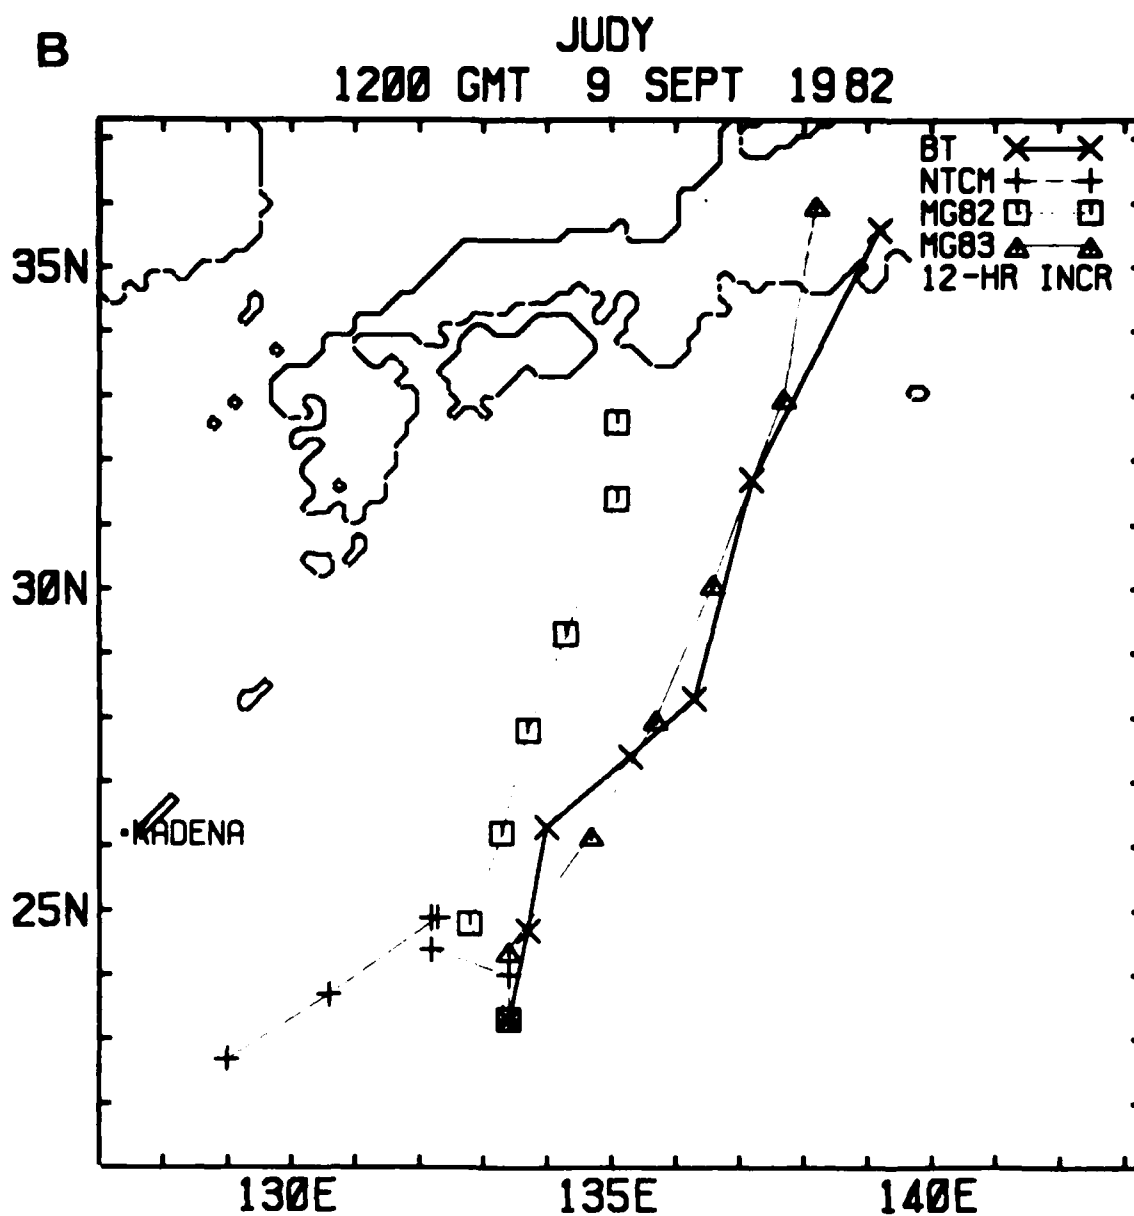 B
JUDY
1200 GMT 9 SEPT 1982
BT
NTCM
MG82
MG83
12-HR INCR
35N
30N
KADENA
25N
130E 135E 140E